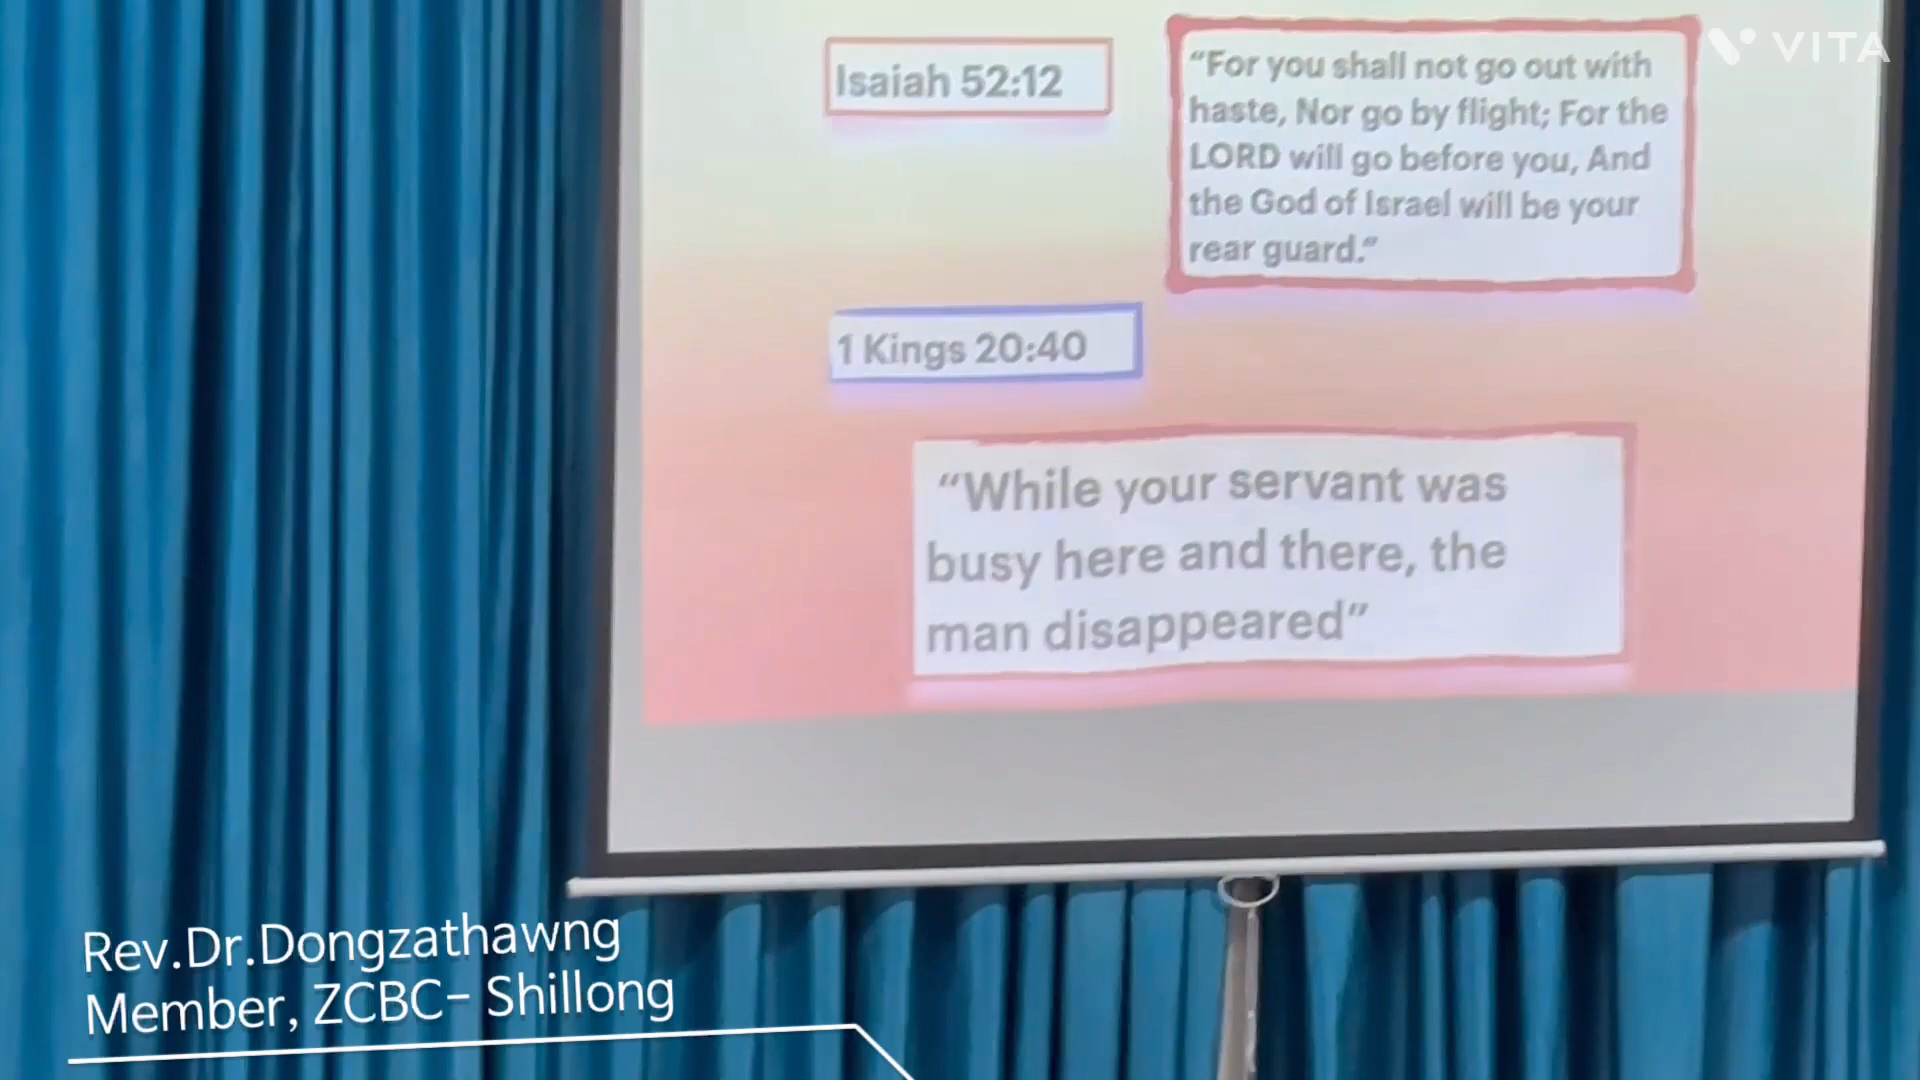 VITA
Isaiah 52:12
“For you shall not go out with
haste, Nor go by flight; For the
LORD will go before you, And
the God of Israel will be your
rear guard.”
1 Kings 20:40
“While your servant was
busy here and there, the
man disappeared”
Rev.Dr.Dongzathawng
Member, ZCBC- Shillong